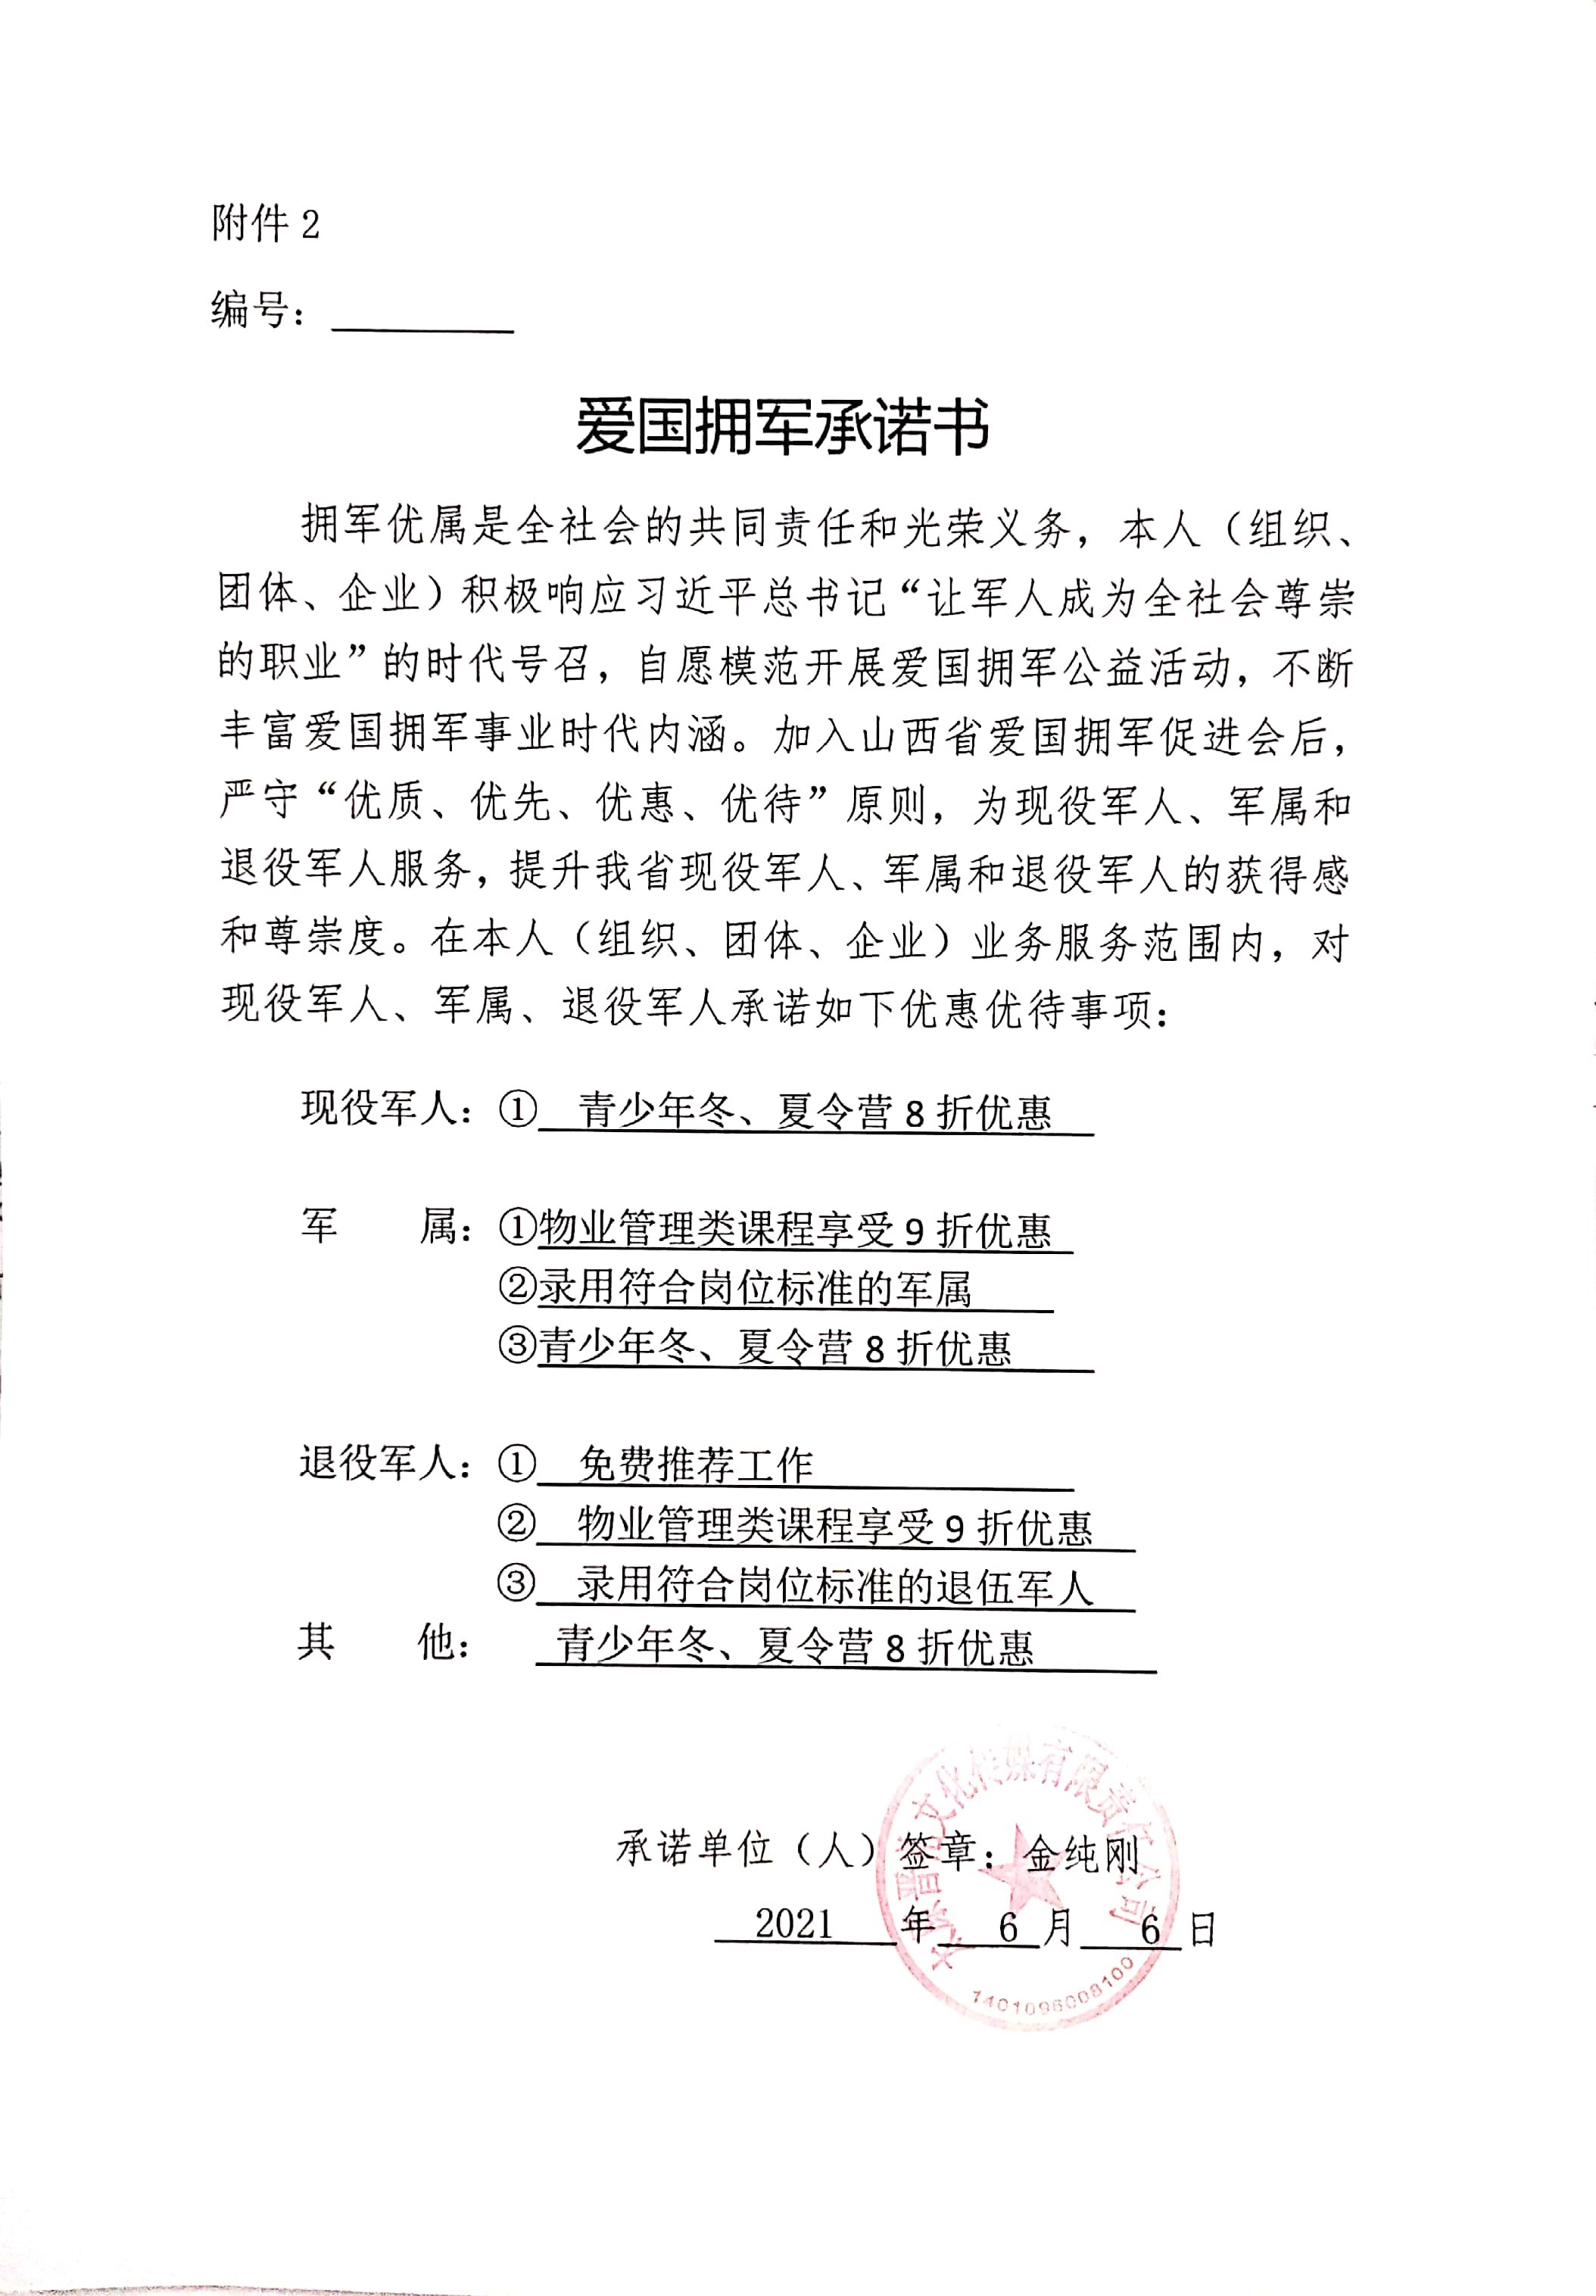 附件 2
编号：
爱国拥军承诺书
拥军优属是全社会的共同责任和光荣义务，本人（组织、
团体、企业）积极响应习近平总书记“让军人成为全社会尊崇
的职业”的时代号召，自愿模范开展爱国拥军公益活动，不断
丰富爱国拥军事业时代内涵。加入山西省爱国拥军促进会后，
严守“优质、优先、优惠、优待”原则，为现役军人、军属和
退役军人服务，提升我省现役军人、军属和退役军人的获得感
和尊崇度。在本人（组织、团体、企业）业务服务范围内，对
现役军人、军属、退役军人承诺如下优惠优待事项：
现役军人：① 青少年冬、夏令营 8 折优惠
军 属：①物业管理类课程享受 9 折优惠
②录用符合岗位标准的军属
③青少年冬、夏令营 8 折优惠
退役军人：① 免费推荐工作
② 物业管理类课程享受 9 折优惠
③ 录用符合岗位标准的退伍军人
其 他： 青少年冬、夏令营 8 折优惠
承诺单位（人）签章：金纯刚
2021 年 6 月 6 日
文化传媒有限责任公司
1401096008100